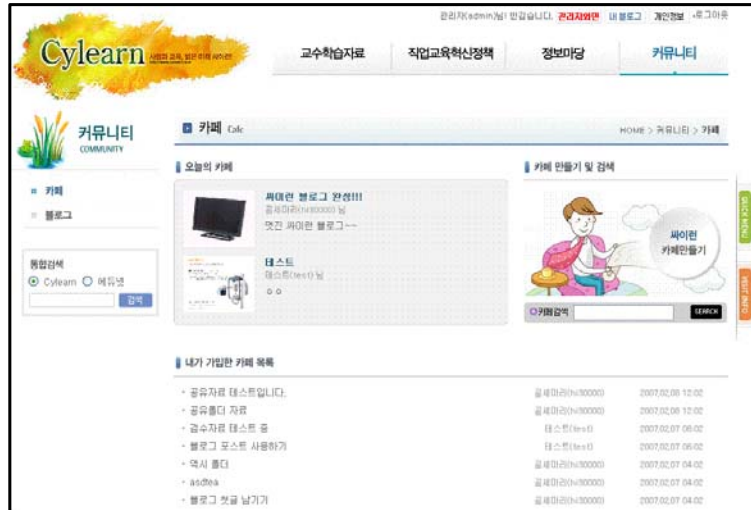 관리자(admin)님! 반갑습니다. 관리자화면 내 블로그 개인정보 로그아웃
Cylearn
교수학습자료 직업교육혁신정책 정보마당 커뮤니티
커뮤니티
COMMUNITY
카페
블로그
통합검색
Cylearn 에듀넷
검색
카페 Cafe
HOME > 커뮤니티 > 카페
오늘의 카페
싸이런 블로그 완성!!!
(hi30000) 님
멋진 싸이런 블로그~~
테스트
테스트(test) 님
ㅇㅇ
카페 만들기 및 검색
싸이런
카페만들기
카페검색 SEARCH
QUICK MENU
VISIT INFO
내가 가입한 카페 목록
공유자료 테스트입니다. (hi30000) 2007.02.08 12:02
공유폴더 자료 (hi30000) 2007.02.08 12:02
검수자료 테스트 중 테스트(test) 2007.02.07 06:02
블로그 포스트 사용하기 테스트(test) 2007.02.07 06:02
역시 폴더 (hi30000) 2007.02.07 04:02
asdfea (hi30000) 2007.02.07 04:02
블로그 첫글 남기기 (hi30000) 2007.02.07 04:02